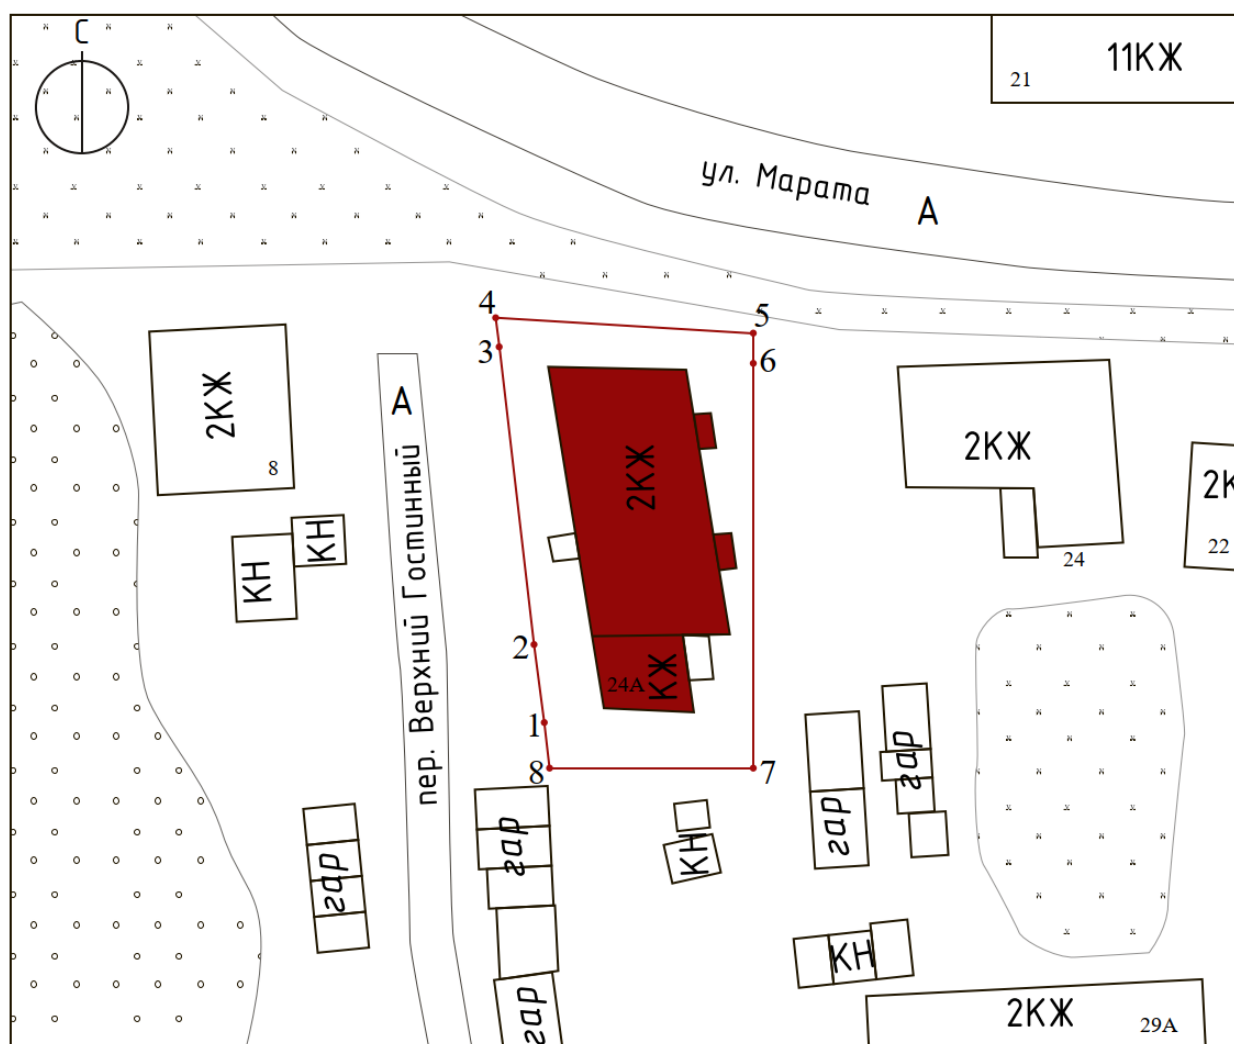 С
11КЖ
21
ул. Марата
А
4
5
3
6
2КЖ
8
А
2КЖ
2КЖ
24
2К
22
КН
КН
пер. Верхний Гостинный
2
КЖ
24А
1
8
7
гар
гар
гар
гар
КН
КН
гар
2КЖ
29А